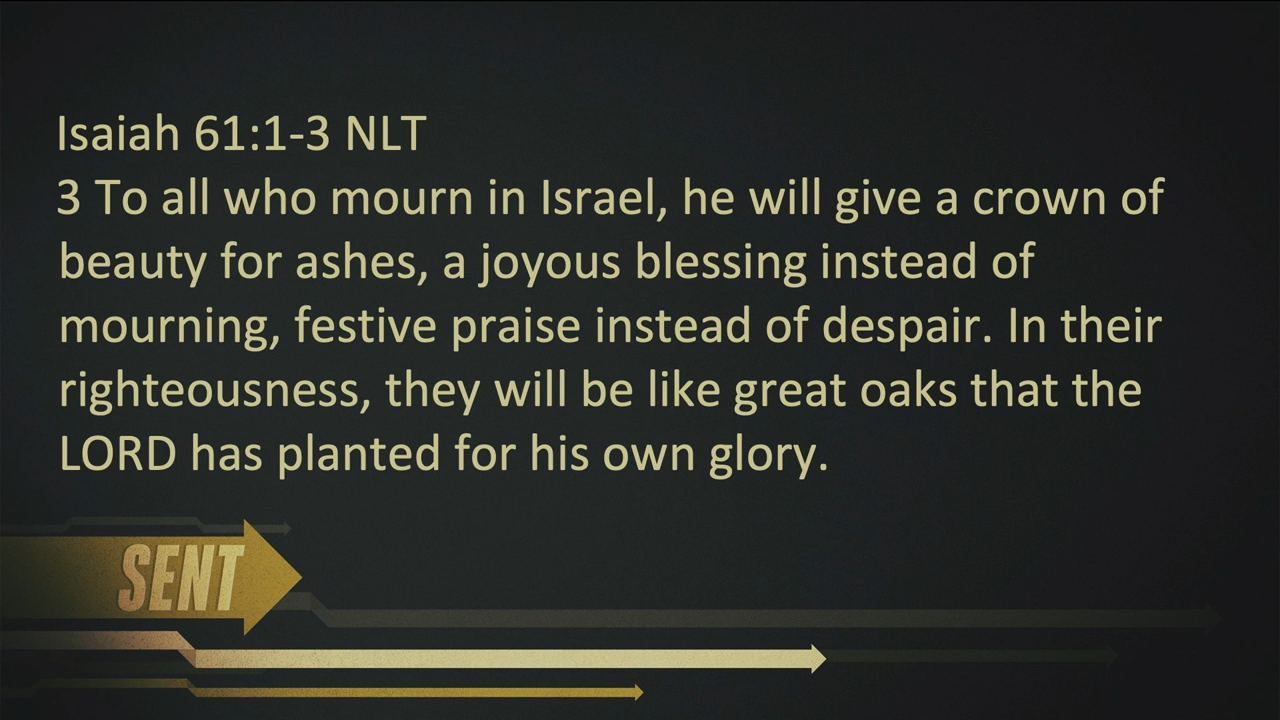 Isaiah 61:1-3 NLT
3 To all who mourn in Israel, he will give a crown of
beauty for ashes, a joyous blessing instead of
mourning, festive praise instead of despair. In their
righteousness, they will be like great oaks that the
LORD has planted for his own glory.
SENT